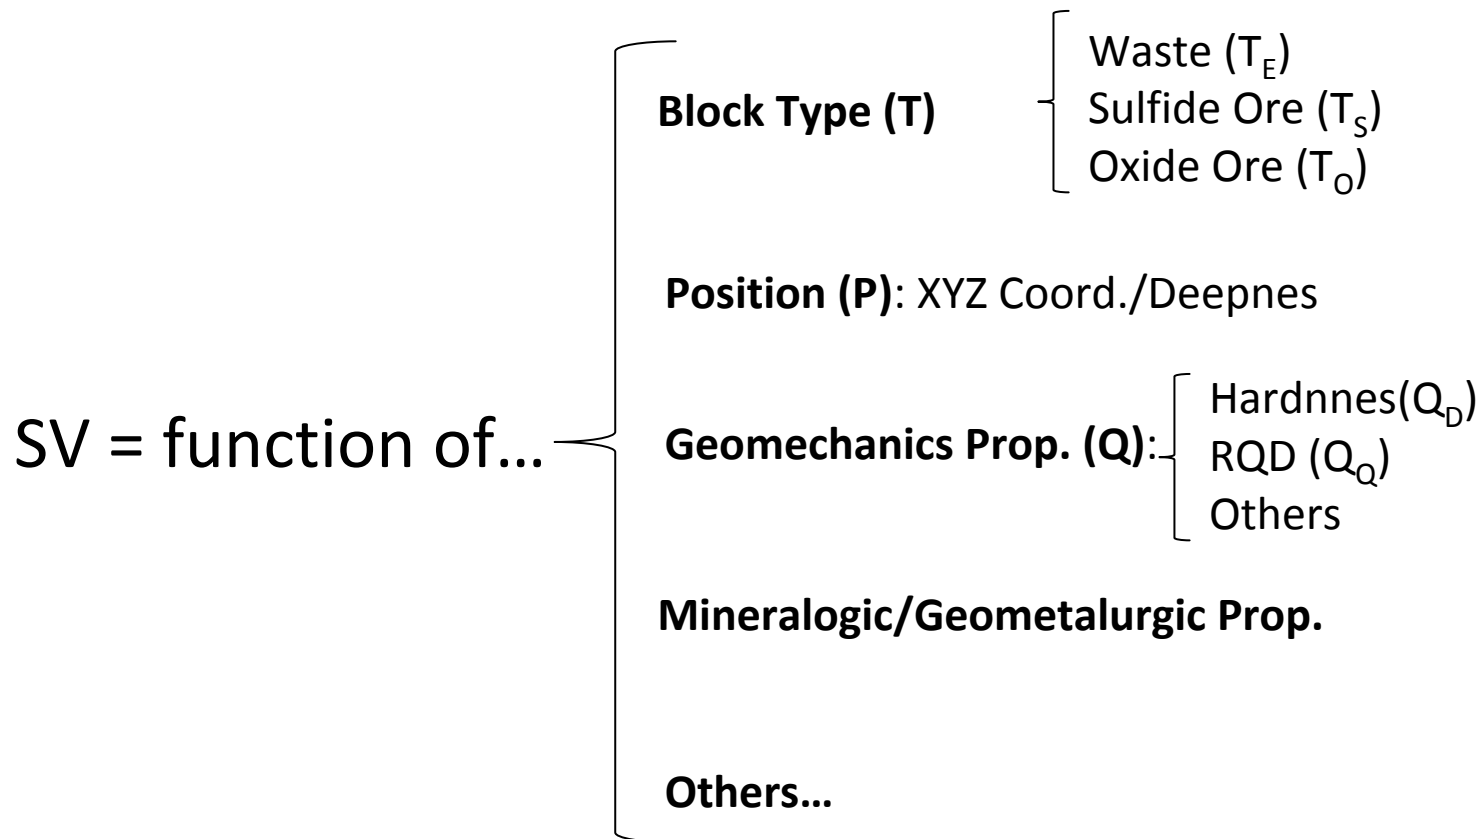 Waste (T_E)
Block Type (T)
Sulfide Ore (T_S)
Oxide Ore (T_O)
Position (P): XYZ Coord./Deepnes
Hardnnes(Q_D)
SV = function of...
Geomechanics Prop. (Q):
RQD (Q_Q)
Others
Mineralogic/Geometalurgic Prop.
Others...